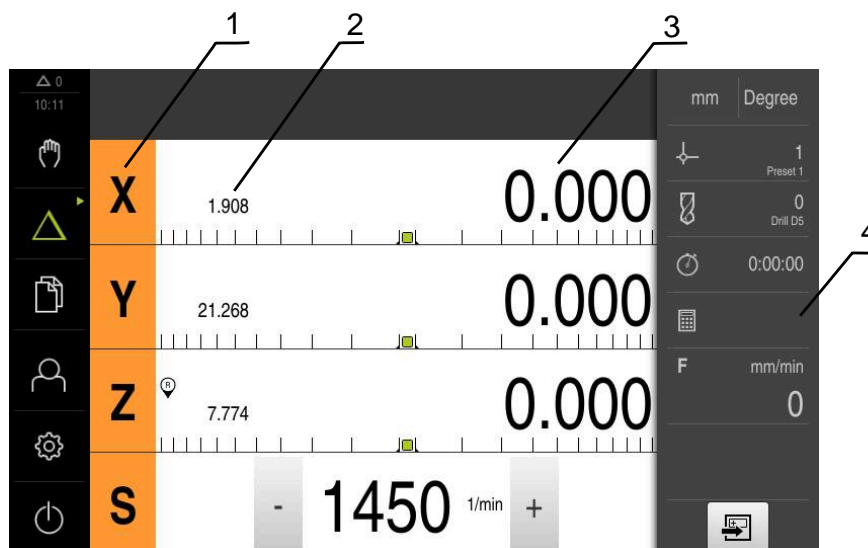 1 2 3
0
10:11
mm Degree
1
Preset 1
X 1.908 0.000
0
Drill D5
4
0:00:00
Y 21.268 0.000
F mm/min
0
R
Z 7.774 0.000
S - 1450 1/min +